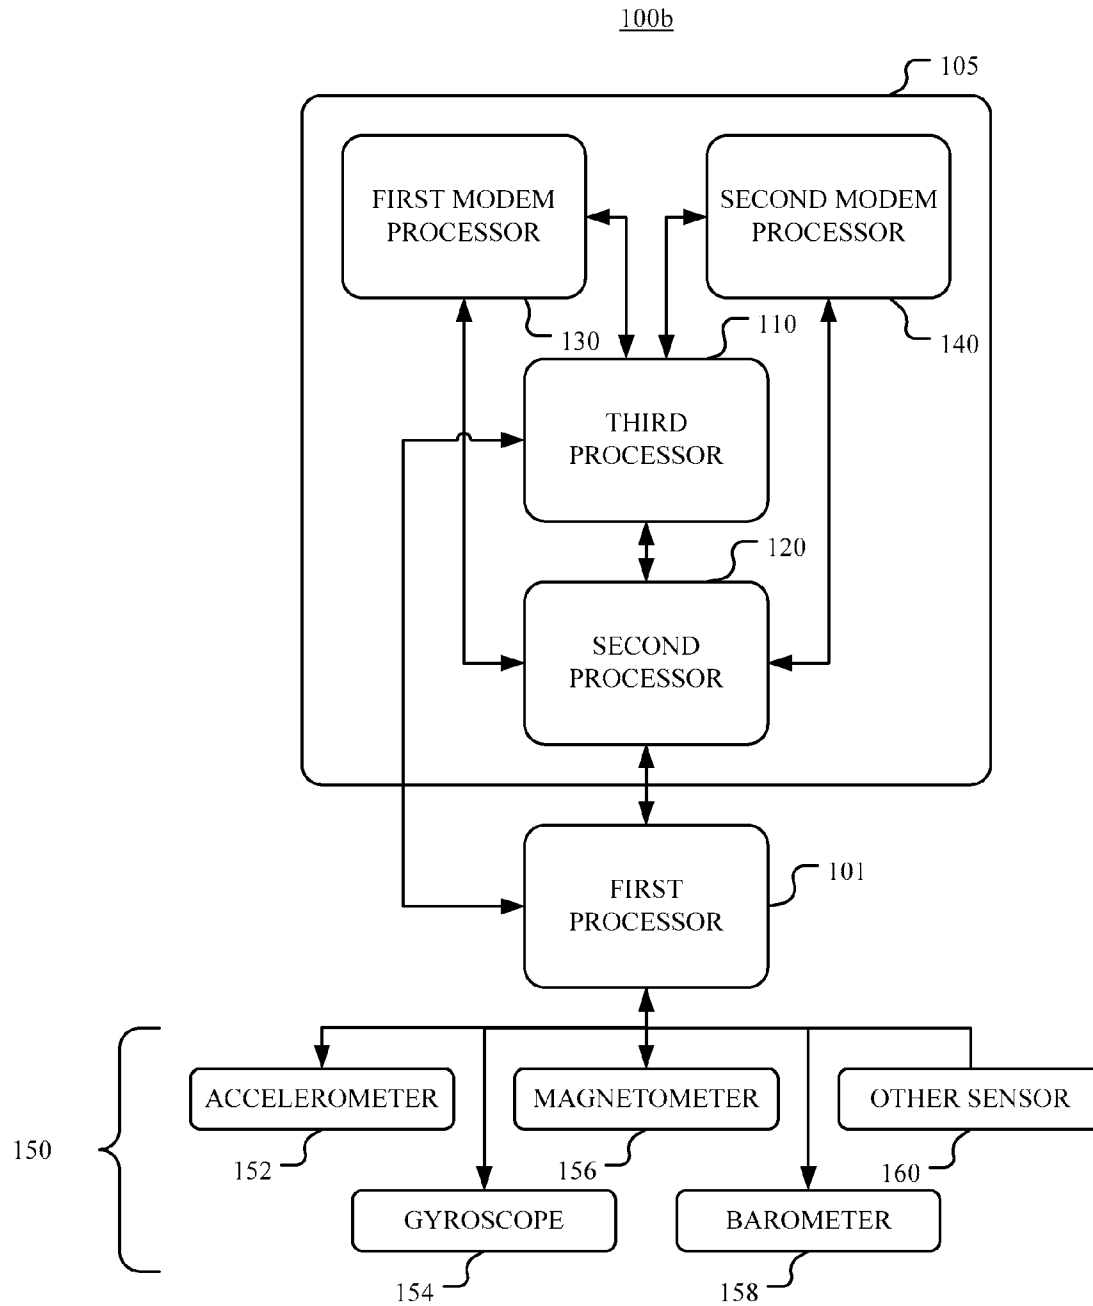 100b
105
FIRST MODEM
PROCESSOR
SECOND MODEM
PROCESSOR
130
110
140
THIRD
PROCESSOR
120
SECOND
PROCESSOR
FIRST
PROCESSOR
101
ACCELEROMETER
MAGNETOMETER
OTHER SENSOR
150
152
156
160
GYROSCOPE
BAROMETER
154
158